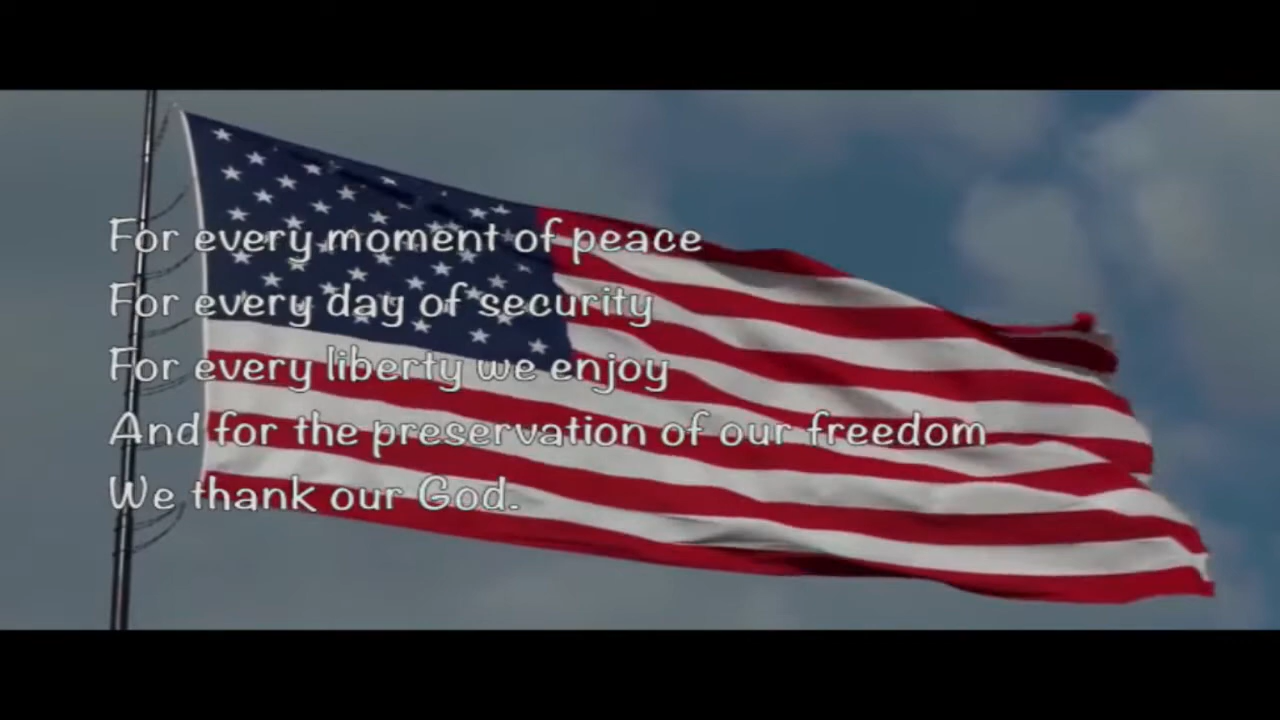 For every moment of peace
For every day of security
For every liberty we enjoy
And for the preservation of our freedom
We thank our God.